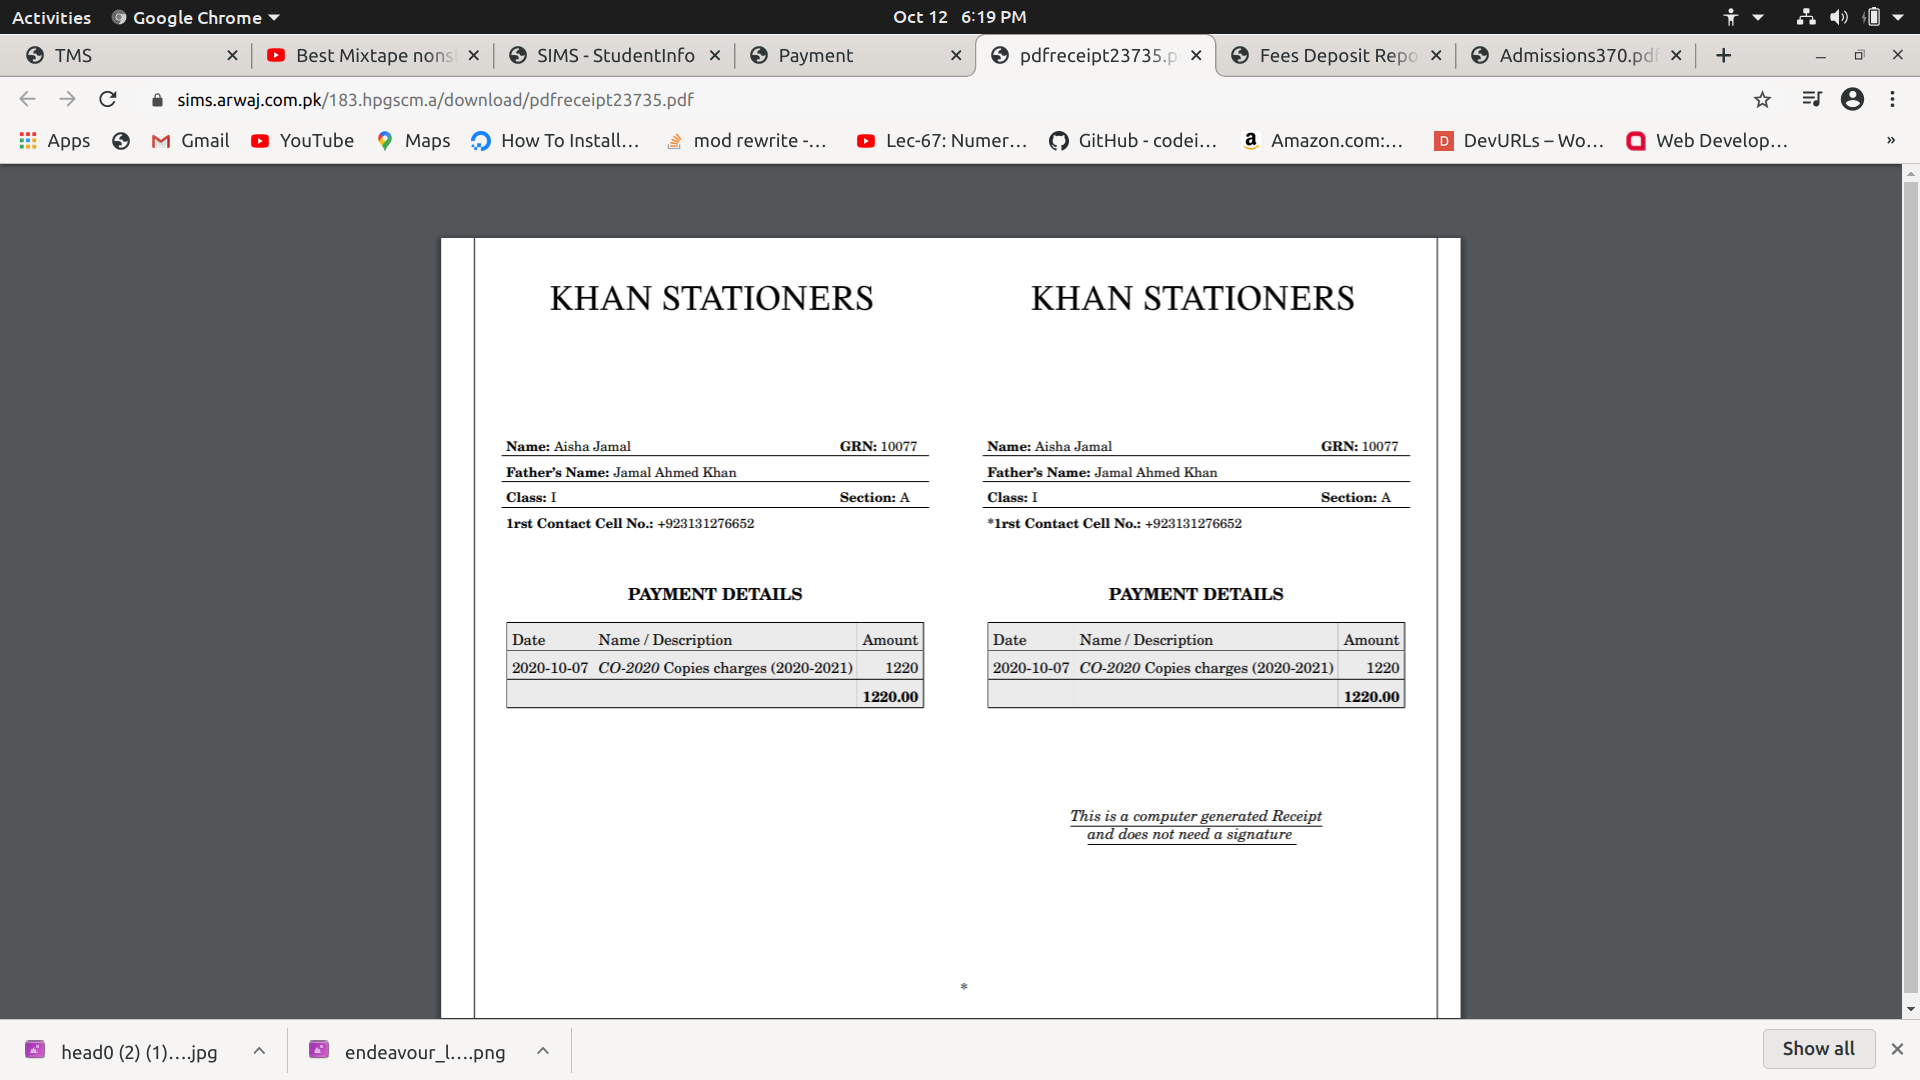 Activities Google Chrome Oct 12 6:19 PM
TMS Best Mixtape nons SIMS - StudentInfo Payment pdfreceipt23735.p Fees Deposit Repo Admissions370.pdf
sims.arwaj.com.pk/183.hpgscm.a/download/pdfreceipt23735.pdf
Apps Gmail YouTube Maps How To Install... mod rewrite -... Lec-67: Numer... GitHub - codei... Amazon.com:... DevURLs – Wo... Web Develop... »
KHAN STATIONERS
Name: Aisha Jamal GRN: 10077
Father's Name: Jamal Ahmed Khan
Class: I Section: A
1rst Contact Cell No.: +923131276652
PAYMENT DETAILS
Date Name / Description Amount
2020-10-07 CO-2020 Copies charges (2020-2021) 1220
1220.00
KHAN STATIONERS
Name: Aisha Jamal GRN: 10077
Father's Name: Jamal Ahmed Khan
Class: I Section: A
*1rst Contact Cell No.: +923131276652
PAYMENT DETAILS
Date Name / Description Amount
2020-10-07 CO-2020 Copies charges (2020-2021) 1220
1220.00
This is a computer generated Receipt
and does not need a signature
*
head0 (2) (1)....jpg endeavour_l....png Show all